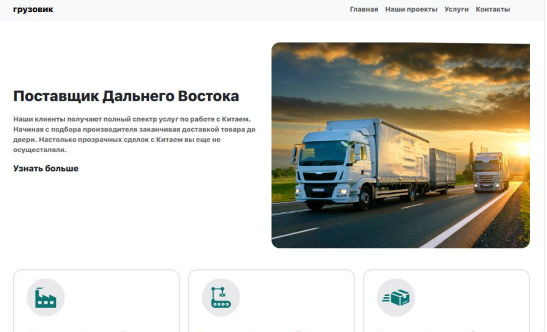 грузовик
Главная Наши проекты Услуги Контакты
Поставщик Дальнего Востока
Наши клиенты получают полный спектр услуг по работе с Китаем.
Начиная с подбора производителя заканчивая доставкой товара до
двери. Настолько прозрачных сделок с Китаем вы еще не
осуществляли.
Узнать больше